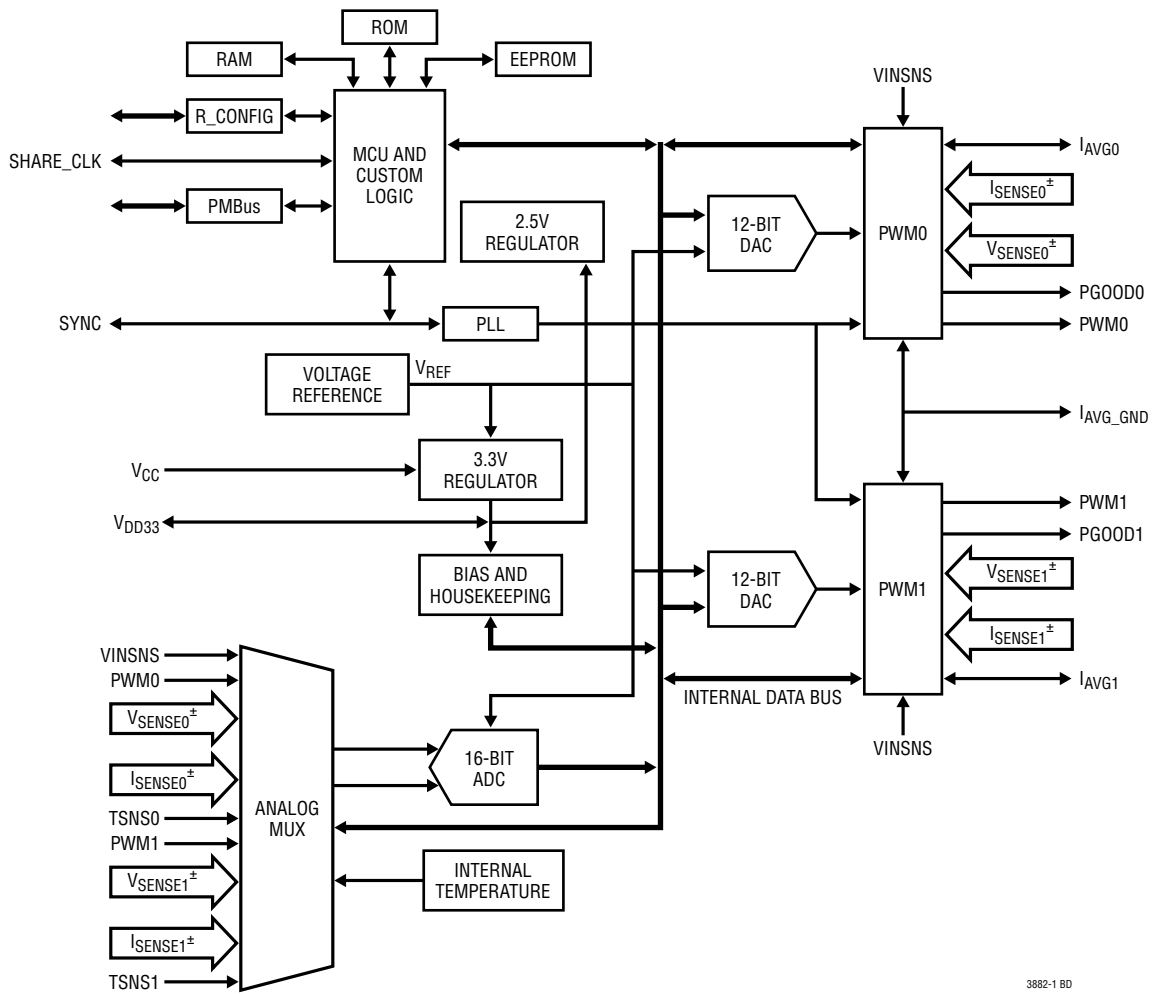 ROM
RAM
EEPROM
R_CONFIG
SHARE_CLK
PMBus
MCU AND
CUSTOM
LOGIC
2.5V
REGULATOR
SYNC
PLL
VOLTAGE
REFERENCE
VREF
VCC
3.3V
REGULATOR
VDD33
BIAS AND
HOUSEKEEPING
VINSNS
12-BIT
DAC
PWM0
IAVG0
ISENSE0±
VSENSE0±
PGOOD0
PWM0
IAVG_GND
12-BIT
DAC
PWM1
PWM1
PGOOD1
VSENSE1±
ISENSE1±
IAVG1
INTERNAL DATA BUS
VINSNS
VINSNS
PWM0
VSENSE0±
ISENSE0±
TSNS0
PWM1
VSENSE1±
ISENSE1±
TSNS1
ANALOG
MUX
16-BIT
ADC
INTERNAL
TEMPERATURE
3882-1 BD